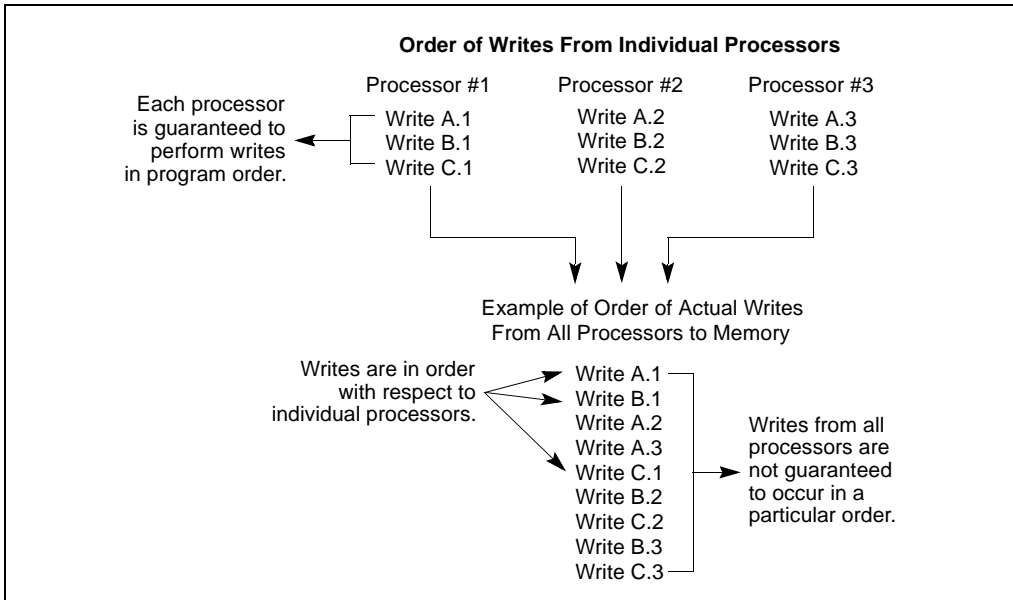 Order of Writes From Individual Processors
Processor #1
Processor #2
Processor #3
Each processor
is guaranteed to
perform writes
in program order.
Write A.1
Write B.1
Write C.1
Write A.2
Write B.2
Write C.2
Write A.3
Write B.3
Write C.3
Example of Order of Actual Writes
From All Processors to Memory
Writes are in order
with respect to
individual processors.
Write A.1
Write B.1
Write A.2
Write A.3
Write C.1
Write B.2
Write C.2
Write B.3
Write C.3
Writes from all
processors are
not guaranteed
to occur in a
particular order.